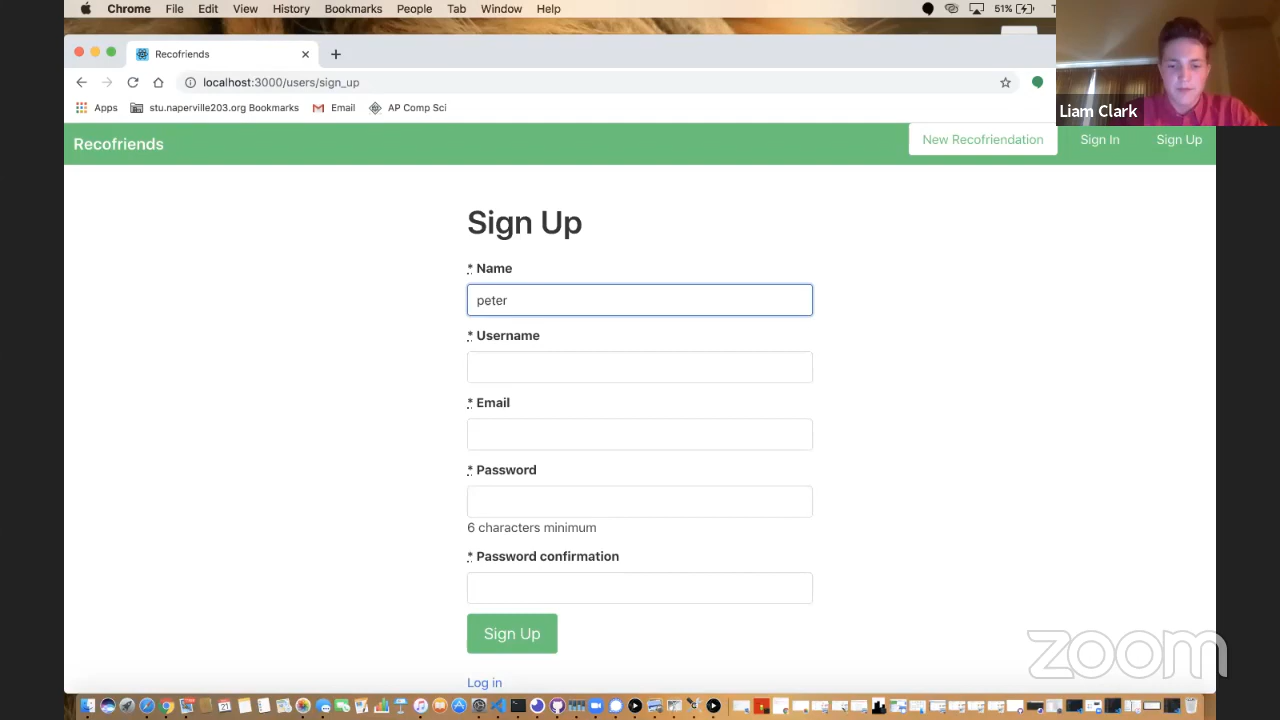 Chrome File Edit View History Bookmarks People Tab Window Help 51%
Recofriends
localhost:3000/users/sign_up
Apps stu.naperville203.org Bookmarks Email AP Comp Sci
Liam Clark
Recofriends New Recofriendation Sign In Sign Up
Sign Up
* Name
peter
* Username
* Email
* Password
6 characters minimum
* Password confirmation
Sign Up
Log in
zoom